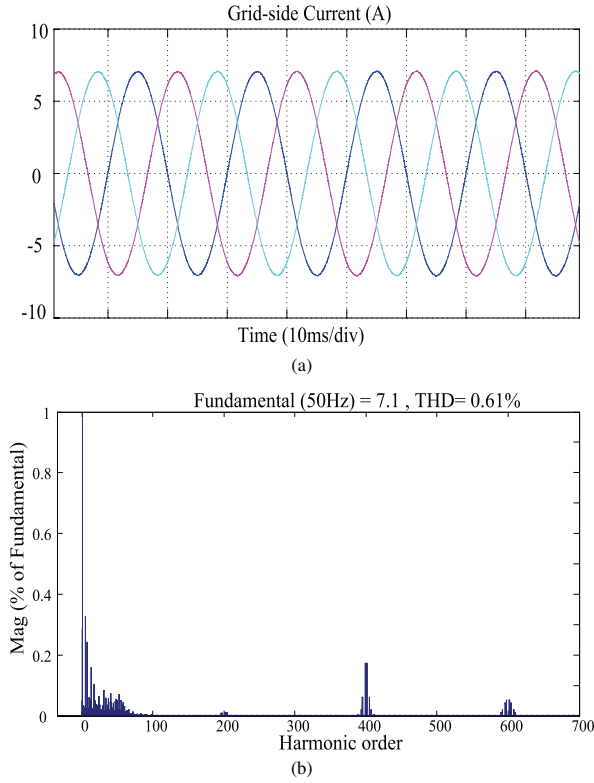 Grid-side Current (A)
10
5
0
-5
-10
Time (10ms/div)
(a)
Fundamental (50Hz) = 7.1 , THD= 0.61%
1
0.8
0.6
0.4
0.2
0
Mag (% of Fundamental)
0 100 200 300 400 500 600 700
Harmonic order
(b)